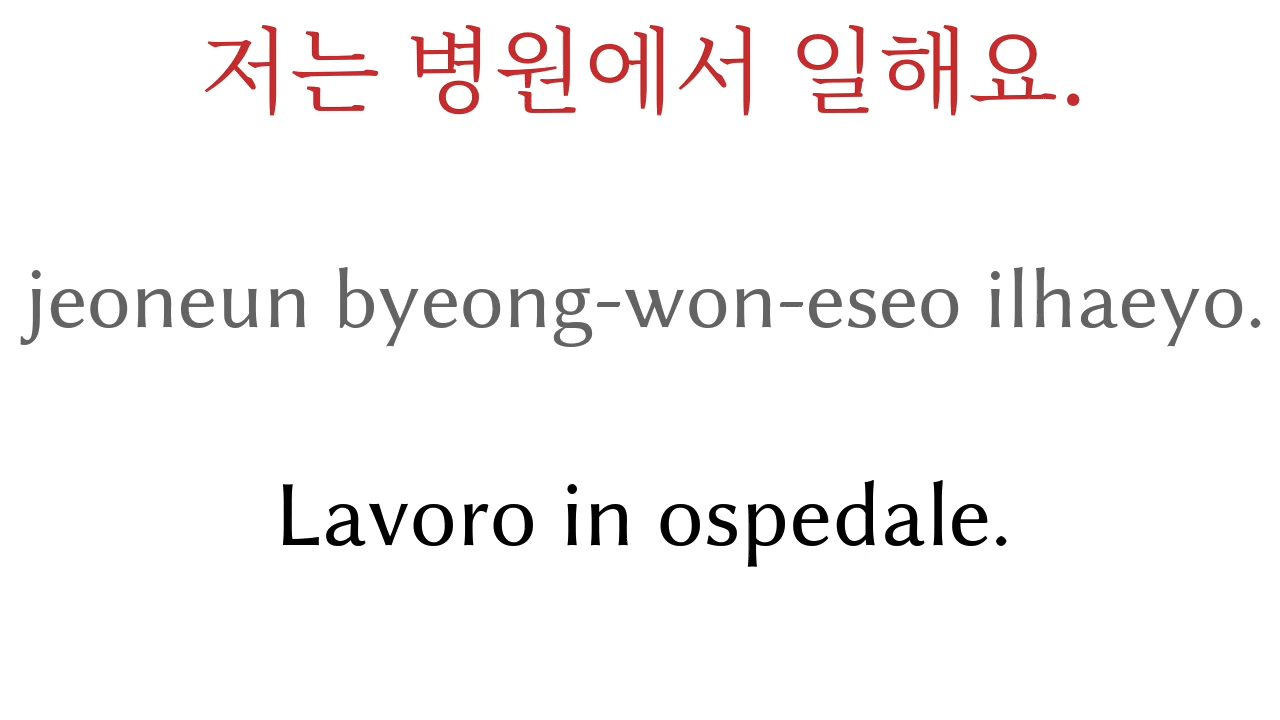 저는 병원에서 일해요.
jeoneun byeong-won-eseo ilhaeyo.
Lavoro in ospedale.